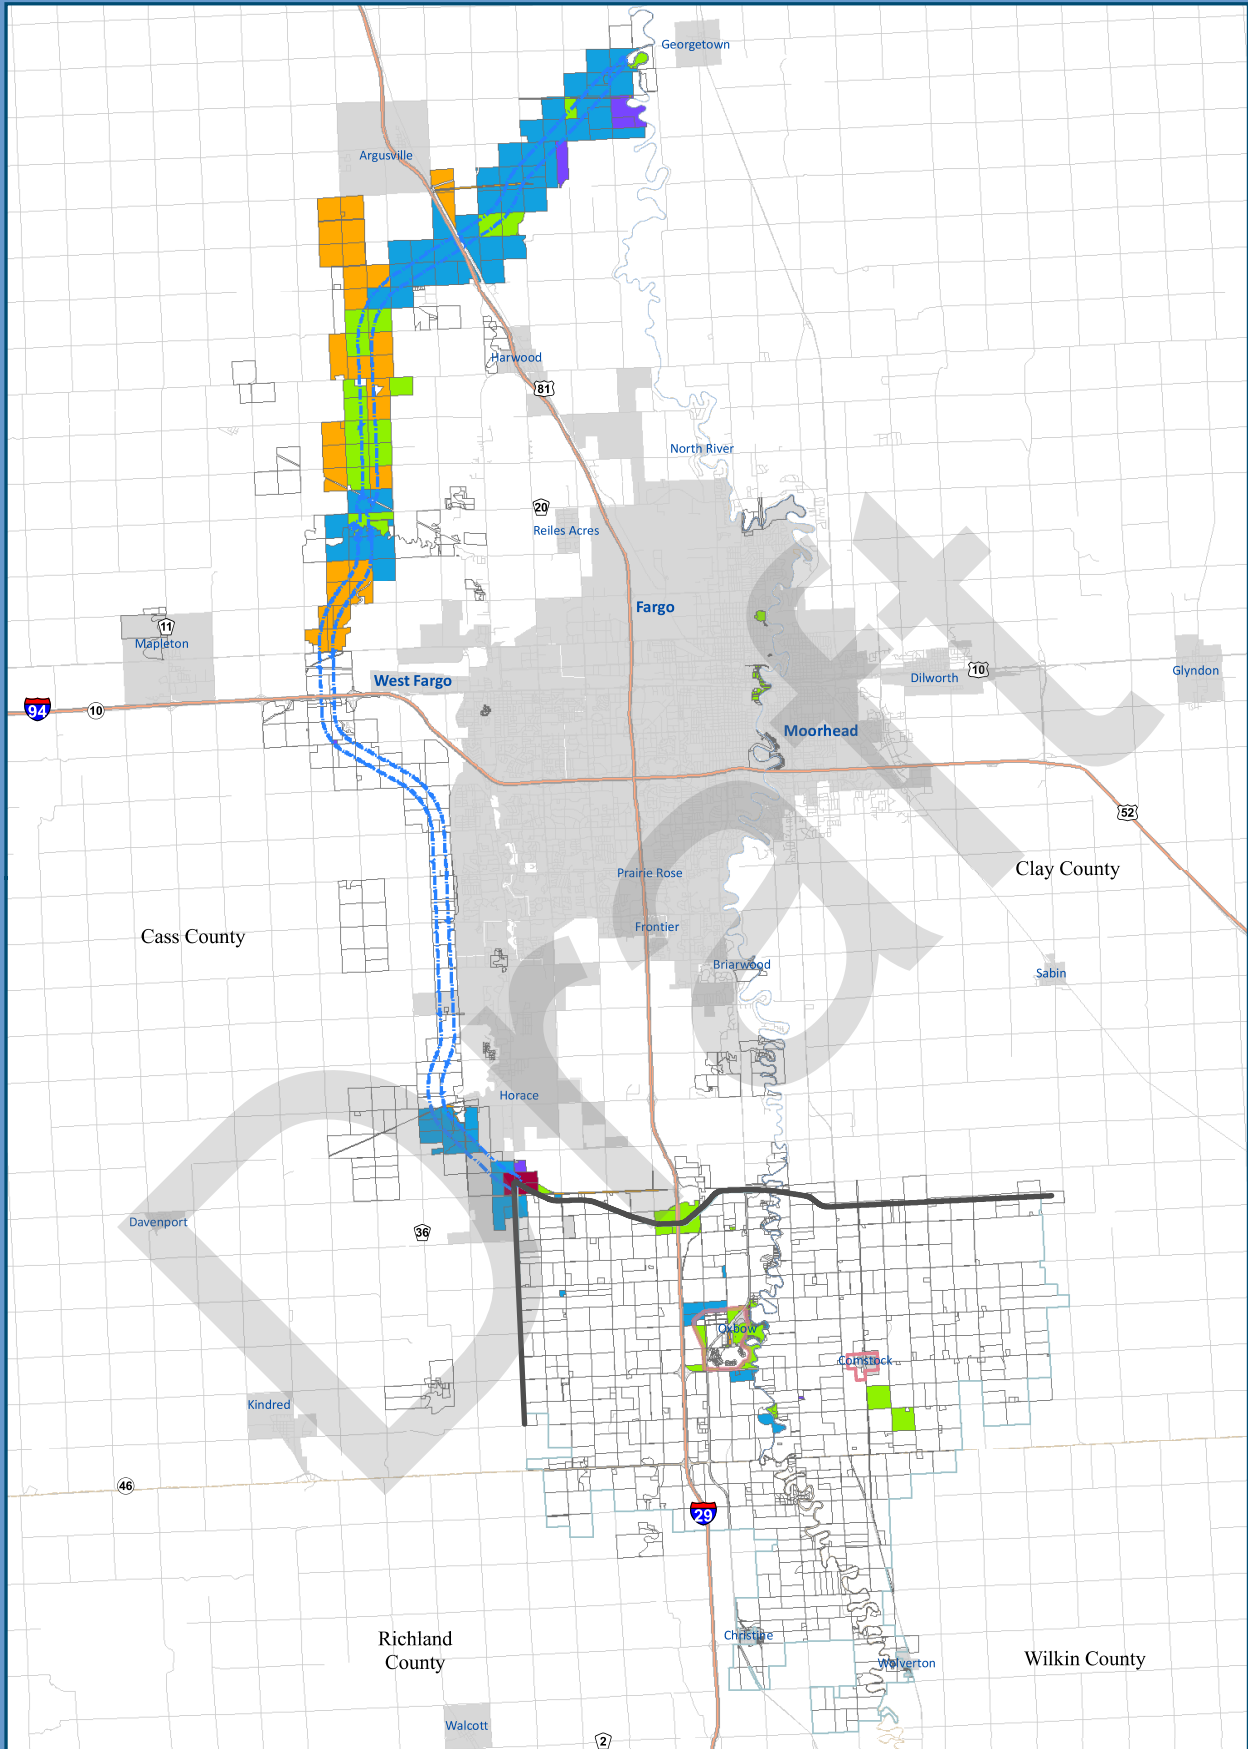 Georgetown
Argusville
Harwood
81
North River
20
Reiles Acres
Fargo
11
Mapleton
Dilworth
10
Glyndon
West Fargo
94
10
Moorhead
52
Clay County
Prairie Rose
Frontier
Cass County
Briarwood
Sabin
Horace
Davenport
36
Oxbow
Comstock
Kindred
46
29
Christine
Richland
County
Wolverton
Wilkin County
Walcott
2
Draft